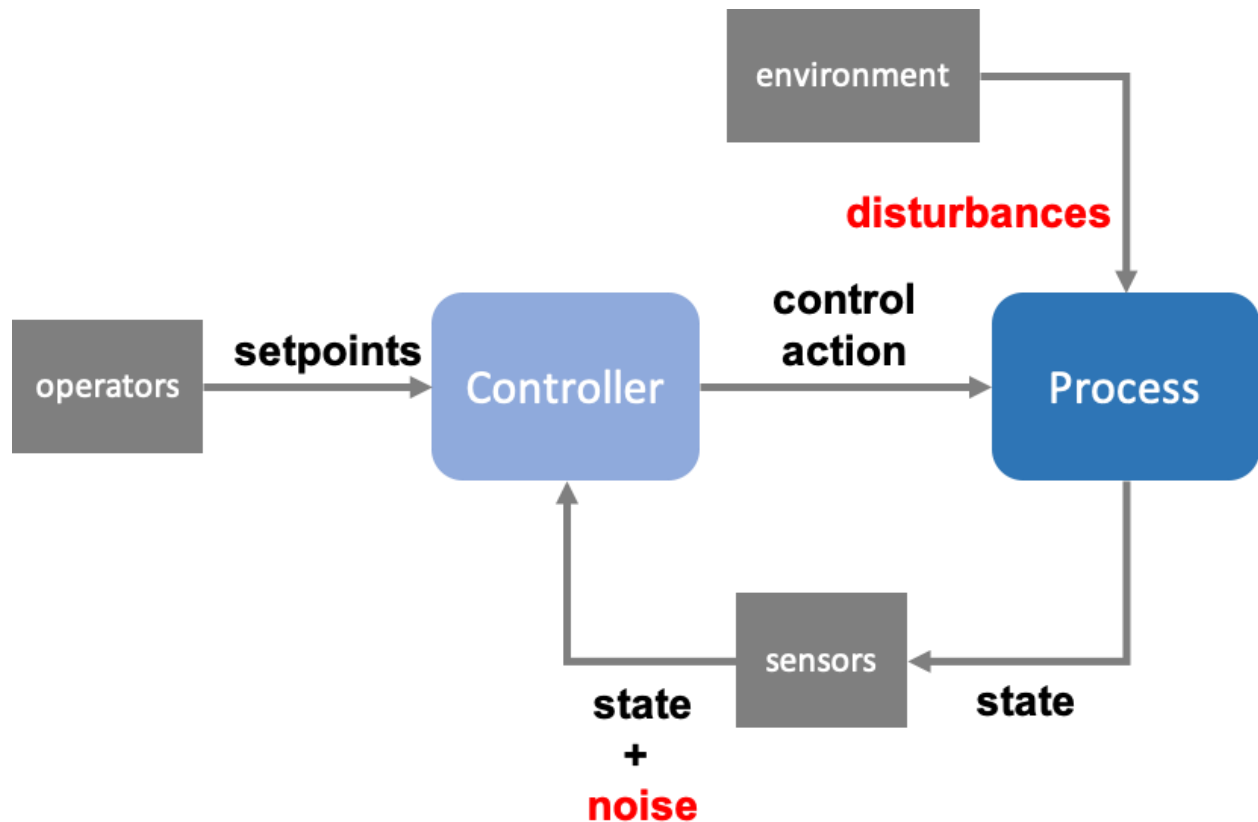 environment
disturbances
control
action
setpoints
operators
Controller
Process
sensors
state
state
+
noise